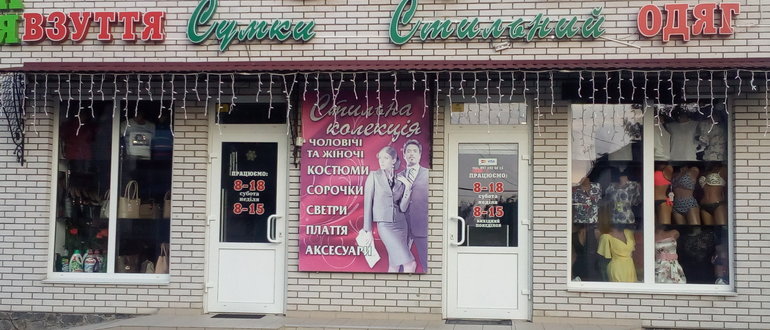 ВЗУТТЯ Сумки Стильний ОДЯГ
Стильна
колекція
ЧОЛОВІЧІ
ТА ЖІНОЧІ
КОСТЮМИ
СОРОЧКИ
СВЕТРИ
ПЛАТТЯ
АКСЕСУАРИ
ПРАЦЮЄМО:
8-18
субота
неділя
8-15
ПРАЦЮЄМО:
8-18
субота
неділя
8-15
вихідний
понеділок